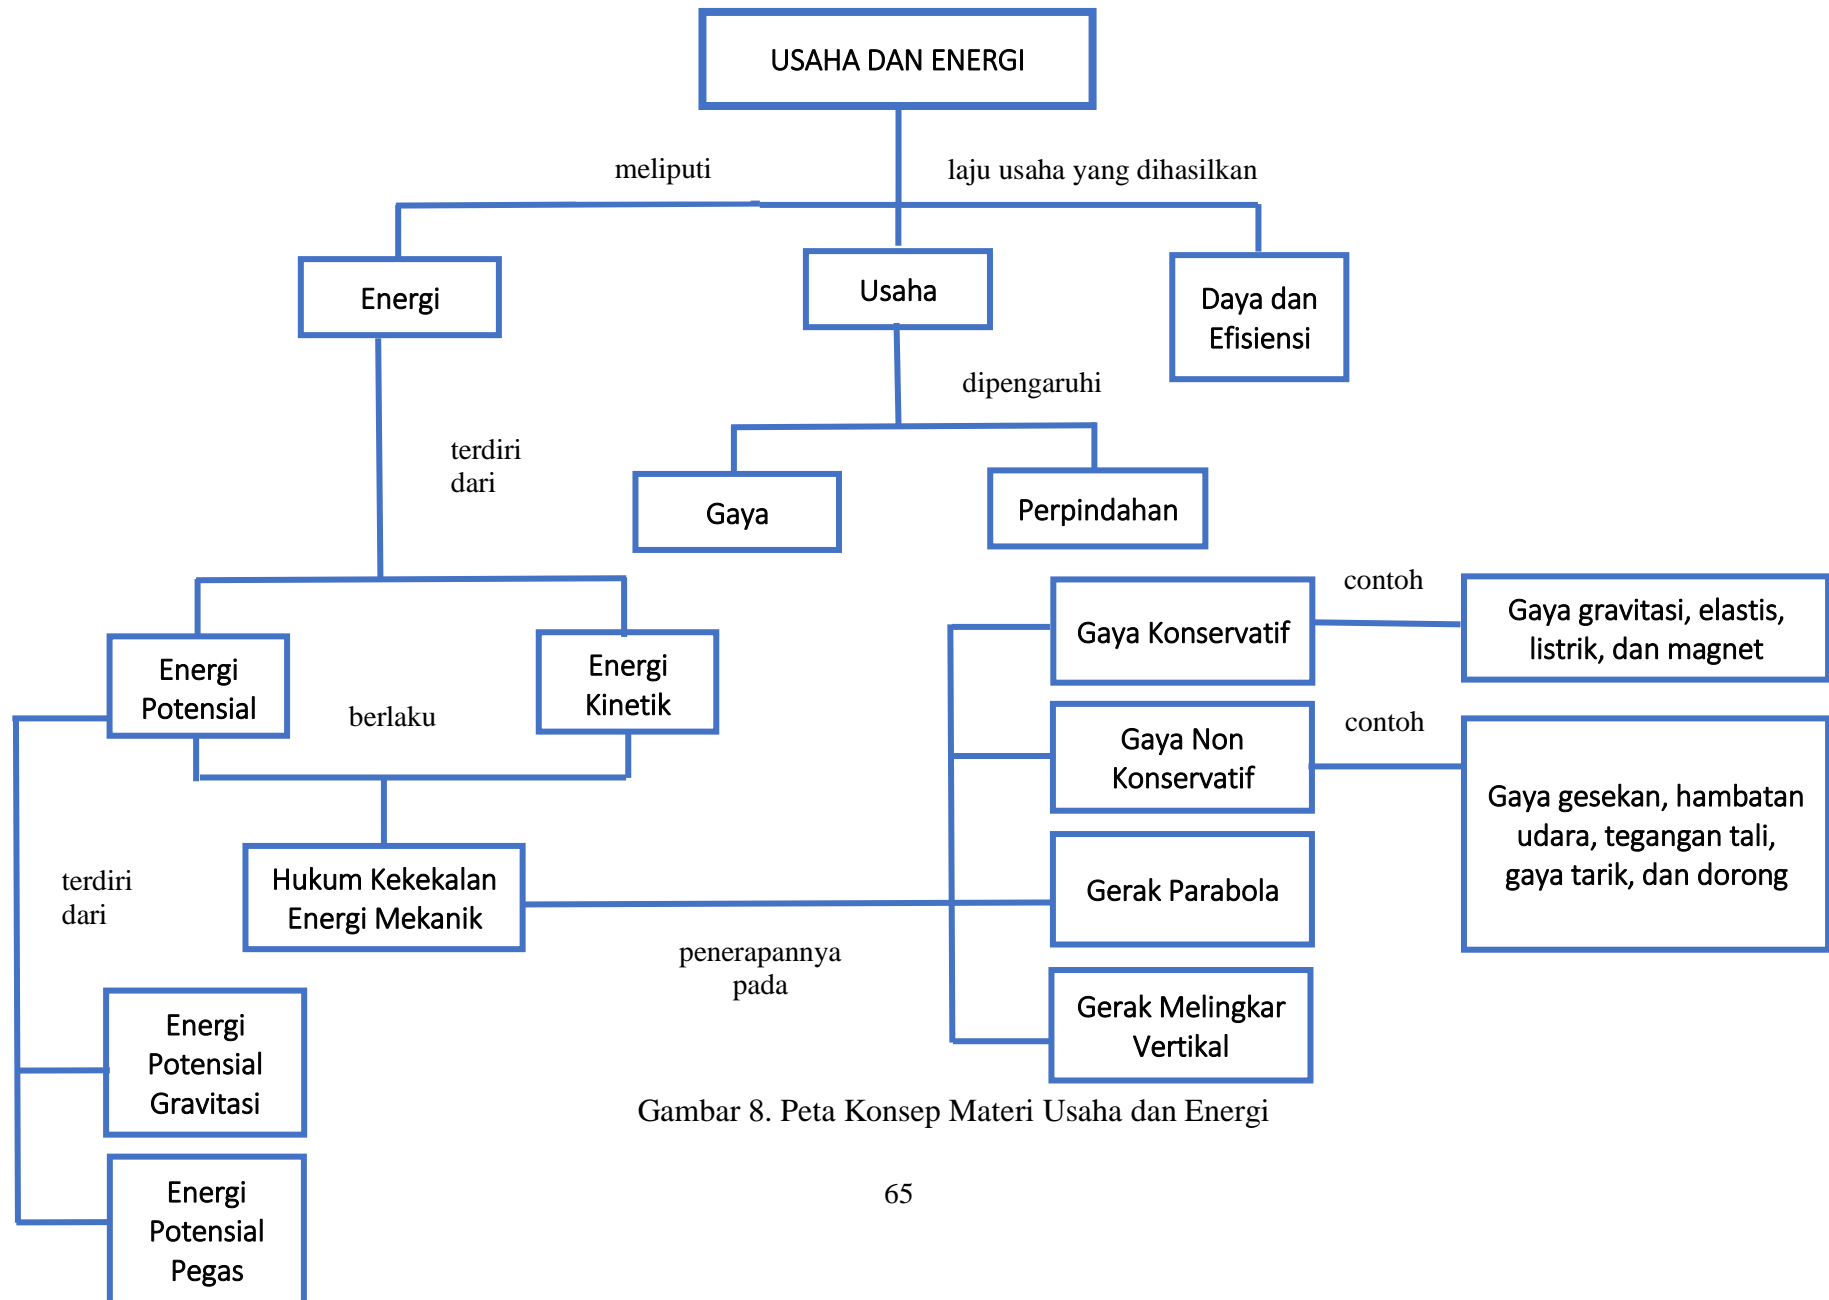 USAHA DAN ENERGI
meliputi
laju usaha yang dihasilkan
Energi
Usaha
Daya dan
Efisiensi
dipengaruhi
terdiri
dari
Gaya
Perpindahan
Energi
Potensial
berlaku
Energi
Kinetik
Gaya Konservatif
contoh
Gaya gravitasi, elastis,
listrik, dan magnet
Gaya Non
Konservatif
contoh
Gaya gesekan, hambatan
udara, tegangan tali,
gaya tarik, dan dorong
terdiri
dari
Hukum Kekekalan
Energi Mekanik
penerapannya
pada
Gerak Parabola
Gerak Melingkar
Vertikal
Energi
Potensial
Gravitasi
Energi
Potensial
Pegas
Gambar 8. Peta Konsep Materi Usaha dan Energi
65